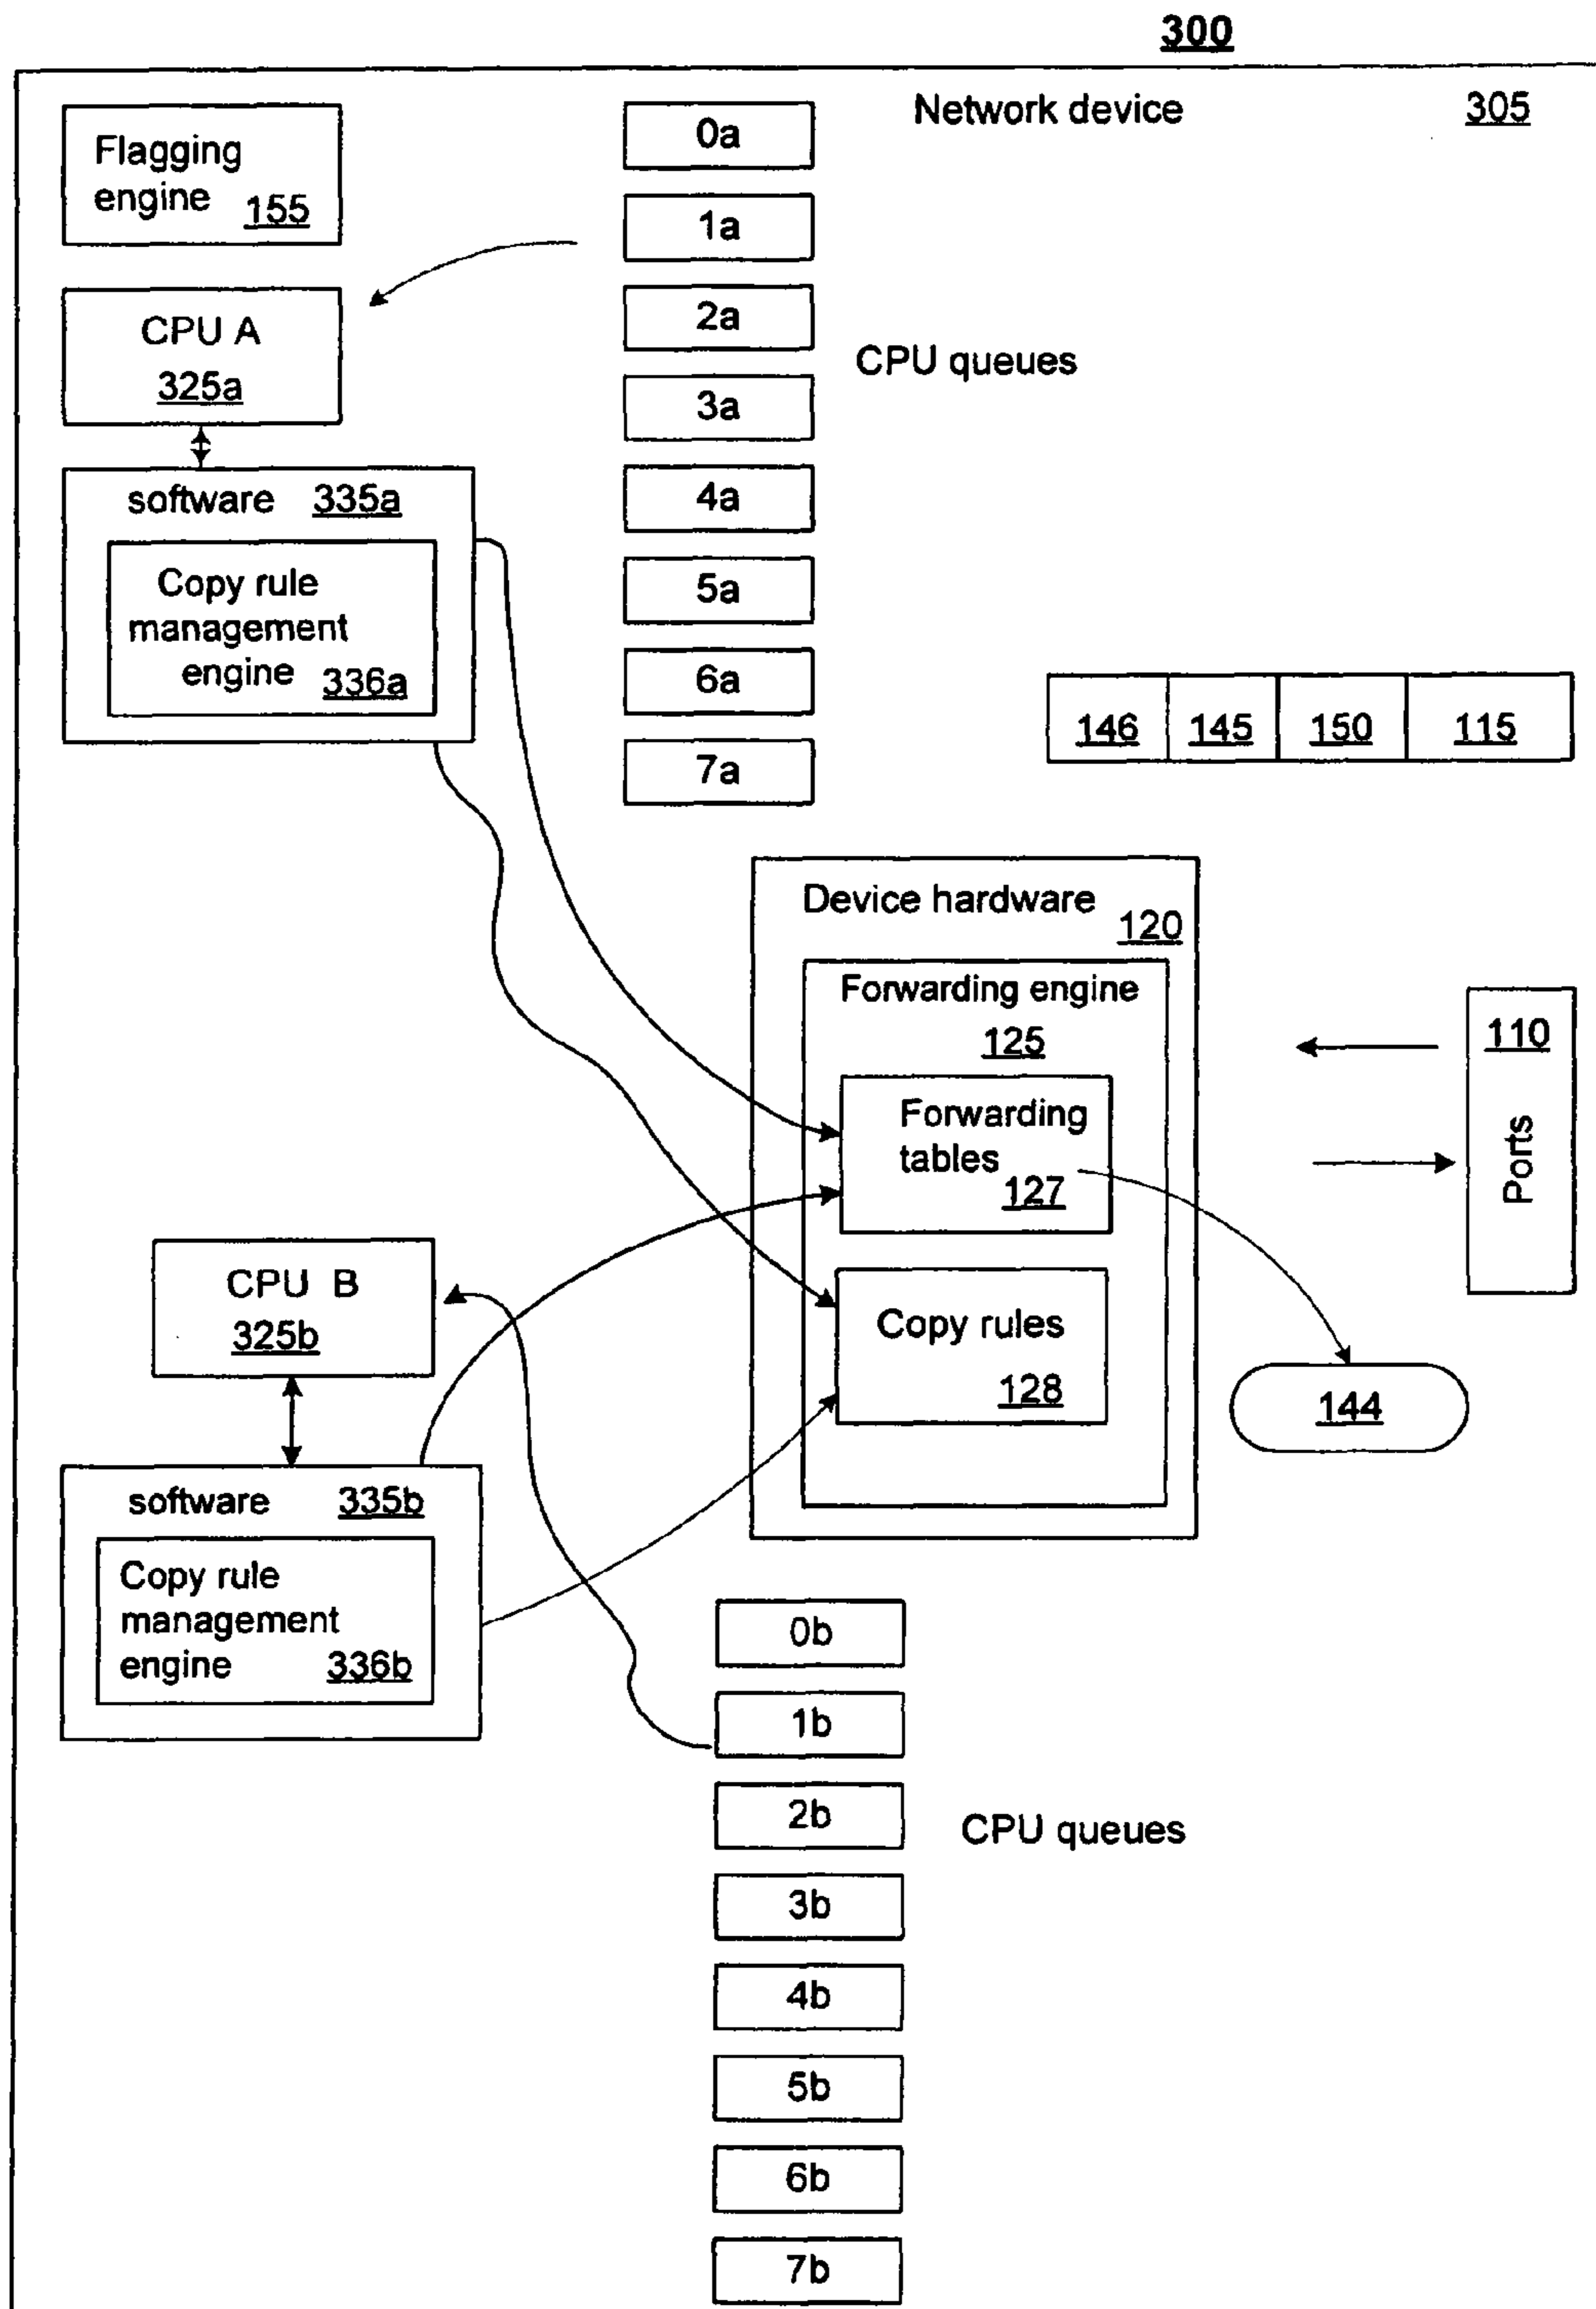 300
Network device 305
Flagging
engine 155
CPU A
325a
software 335a
Copy rule
management
engine 336a
0a
1a
2a
3a
4a
5a
6a
7a
CPU queues
146 145 150 115
Device hardware
120
Forwarding engine
125
Forwarding
tables 127
Copy rules
128
110
Ports
144
CPU B
325b
software 335b
Copy rule
management
engine 336b
0b
1b
2b
3b
4b
5b
6b
7b
CPU queues